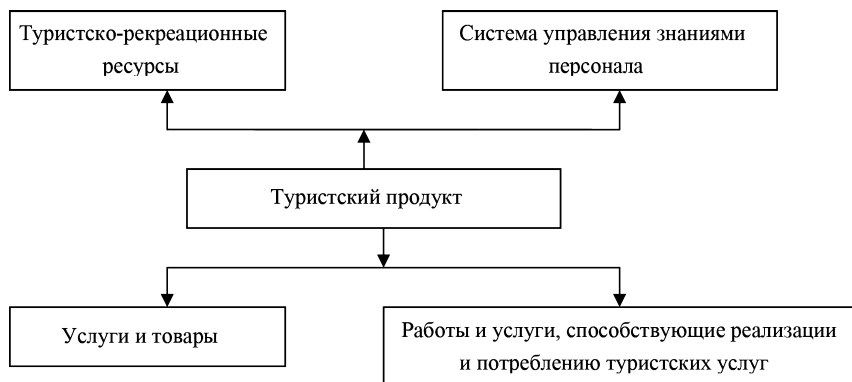 Туристско-рекреационные
ресурсы
Система управления знаниями
персонала
Туристский продукт
Услуги и товары
Работы и услуги, способствующие реализации
и потреблению туристских услуг